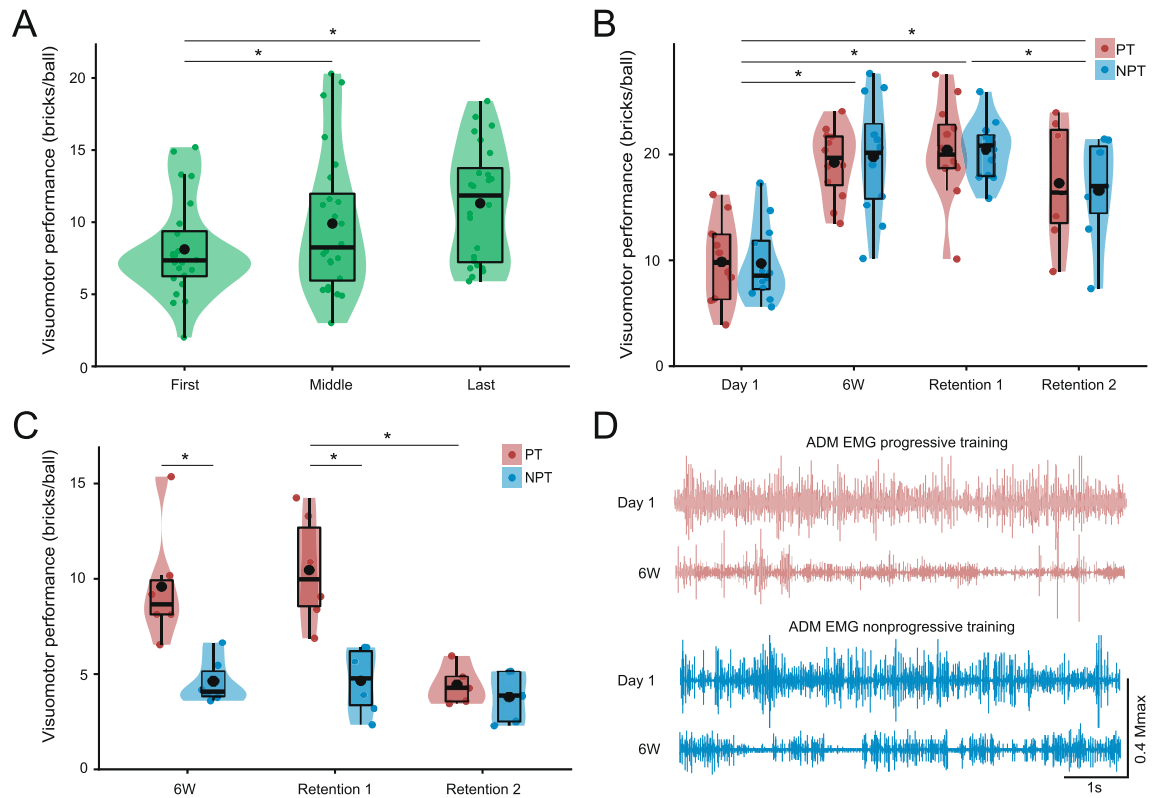 A
Visuomotor performance (bricks/ball)
*
*
20
15
10
5
0
First
Middle
Last
B
Visuomotor performance (bricks/ball)
*
*
*
*
PT
NPT
20
10
0
Day 1
6W
Retention 1
Retention 2
C
Visuomotor performance (bricks/ball)
*
*
*
PT
NPT
15
10
5
0
6W
Retention 1
Retention 2
D
ADM EMG progressive training
Day 1
6W
ADM EMG nonprogressive training
Day 1
6W
0.4 Mmax
1s